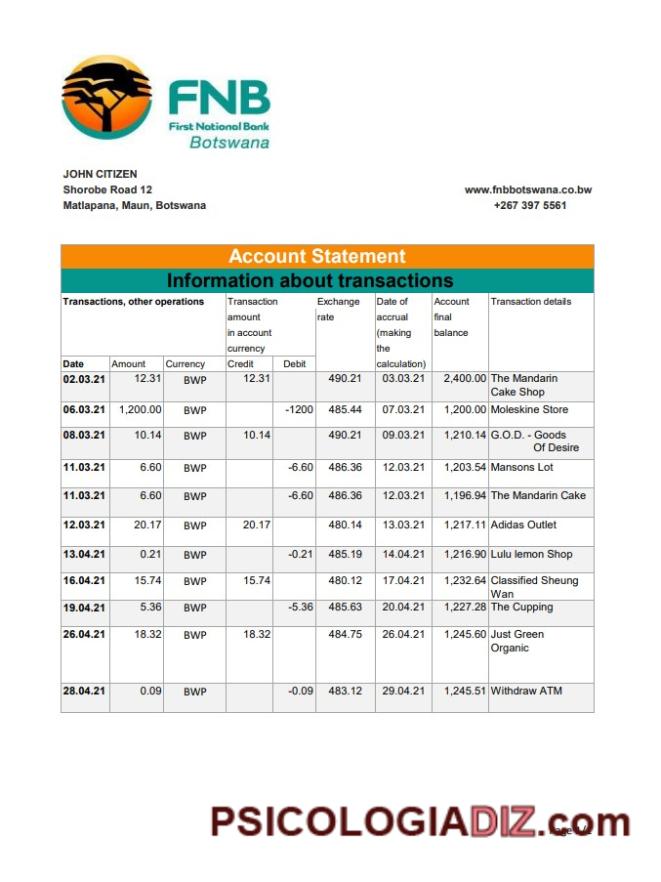 FNB
First National Bank
Botswana
JOHN CITIZEN
Shorobe Road 12
www.fnbbotswana.co.bw
Matlapana, Maun, Botswana
+267 397 5561
Account Statement
Information about transactions
Transactions, other operations
Transaction amount in account currency
Exchange rate
Date of accrual (making the calculation)
Account final balance
Transaction details
Date Amount Currency Credit Debit
02.03.21 12.31 BWP 12.31 490.21 03.03.21 2,400.00 The Mandarin
Cake Shop
06.03.21 1,200.00 BWP -1200 485.44 07.03.21 1,200.00 Moleskine Store
08.03.21 10.14 BWP 10.14 490.21 09.03.21 1,210.14 G.O.D. - Goods
Of Desire
11.03.21 6.60 BWP -6.60 486.36 12.03.21 1,203.54 Mansons Lot
11.03.21 6.60 BWP -6.60 486.36 12.03.21 1,196.94 The Mandarin Cake
12.03.21 20.17 BWP 20.17 480.14 13.03.21 1,217.11 Adidas Outlet
13.04.21 0.21 BWP -0.21 485.19 14.04.21 1,216.90 Lulu lemon Shop
16.04.21 15.74 BWP 15.74 480.12 17.04.21 1,232.64 Classified Sheung
Wan
19.04.21 5.36 BWP -5.36 485.63 20.04.21 1,227.28 The Cupping
26.04.21 18.32 BWP 18.32 484.75 26.04.21 1,245.60 Just Green
Organic
28.04.21 0.09 BWP -0.09 483.12 29.04.21 1,245.51 Withdraw ATM
PSICOLOGIADIZ.com